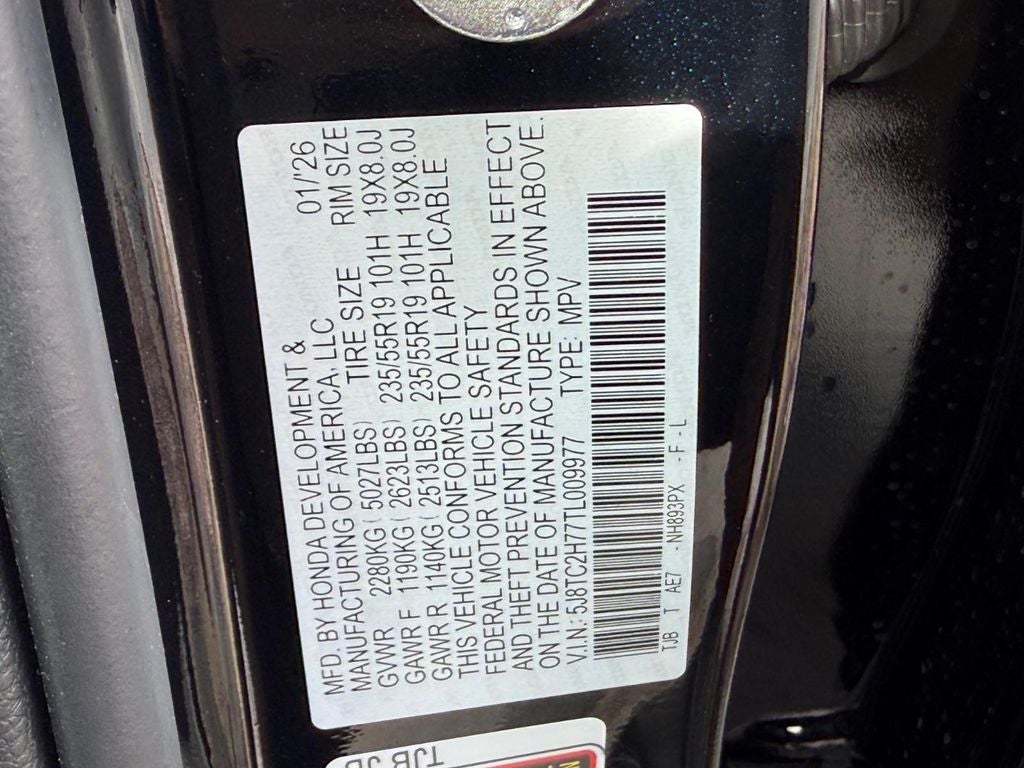 MFD. BY HONDA DEVELOPMENT &
MANUFACTURING OF AMERICA, LLC 01/'26
TIRE SIZE RIM SIZE
GVWR 2280KG ( 5027LBS)
GAWR F 1190KG ( 2623LBS) 235/55R19 101H 19X8.0J
GAWR R 1140KG ( 2513LBS) 235/55R19 101H 19X8.0J
THIS VEHICLE CONFORMS TO ALL APPLICABLE
FEDERAL MOTOR VEHICLE SAFETY
AND THEFT PREVENTION STANDARDS IN EFFECT
ON THE DATE OF MANUFACTURE SHOWN ABOVE.
V.I.N.: 5J8TC2H777L009977 TYPE: MPV
TJB T AE7 - NH893PX - F - L
TJB